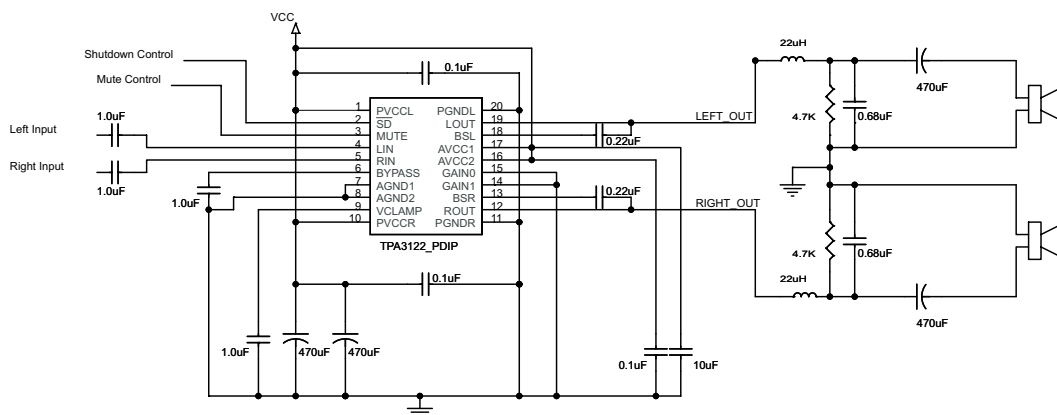 VCC
Shutdown Control
Mute Control
Left Input
Right Input
1.0uF
1.0uF
1.0uF
0.1uF
1 PVCCL
2 SD
3 MUTE
4 LIN
5 RIN
6 BYPASS
7 AGND1
8 AGND2
9 VCLAMP
10 PVCCR
PGNDL 20
LOUT 19
BSL 18
AVCC1 17
AVCC2 16
GAIN0 15
GAIN1 14
BSR 13
ROUT 12
PGNDR 11
TPA3122_PDIP
0.22uF
0.22uF
LEFT_OUT
RIGHT_OUT
22uH
470uF
4.7K
0.68uF
4.7K
0.68uF
22uH
470uF
0.1uF
1.0uF
470uF
470uF
0.1uF
10uF